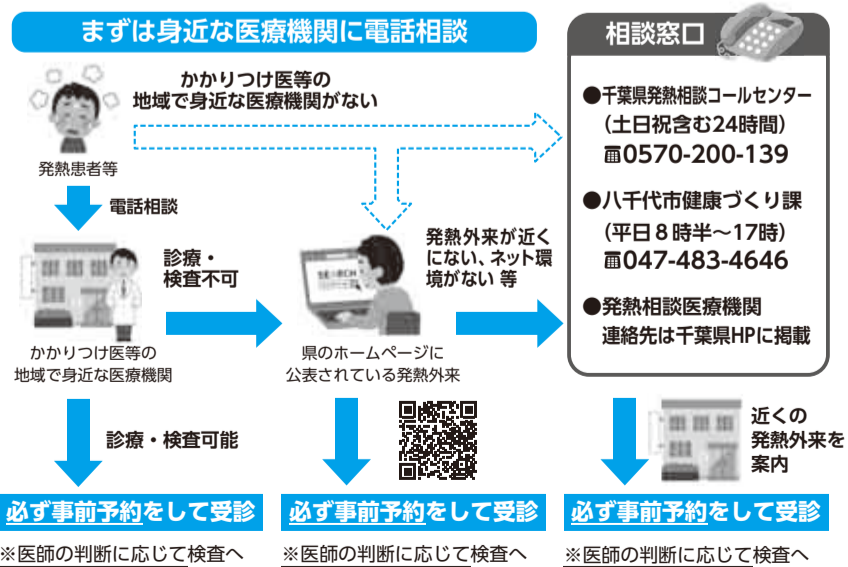 まずは身近な医療機関に電話相談
かかりつけ医等の
地域で身近な医療機関がない
発熱患者等
電話相談
診療・
検査不可
かかりつけ医等の
地域で身近な医療機関
SEARCH
県のホームページに
公表されている発熱外来
発熱外来が近く
にない、ネット環
境がない 等
相談窓口
●千葉県発熱相談コールセンター
(土日祝含む24時間)
☎0570-200-139
●八千代市健康づくり課
(平日8時半〜17時)
☎047-483-4646
●発熱相談医療機関
連絡先は千葉県HPに掲載
診療・検査可能
近くの
発熱外来を
案内
必ず事前予約をして受診
※医師の判断に応じて検査へ
必ず事前予約をして受診
※医師の判断に応じて検査へ
必ず事前予約をして受診
※医師の判断に応じて検査へ